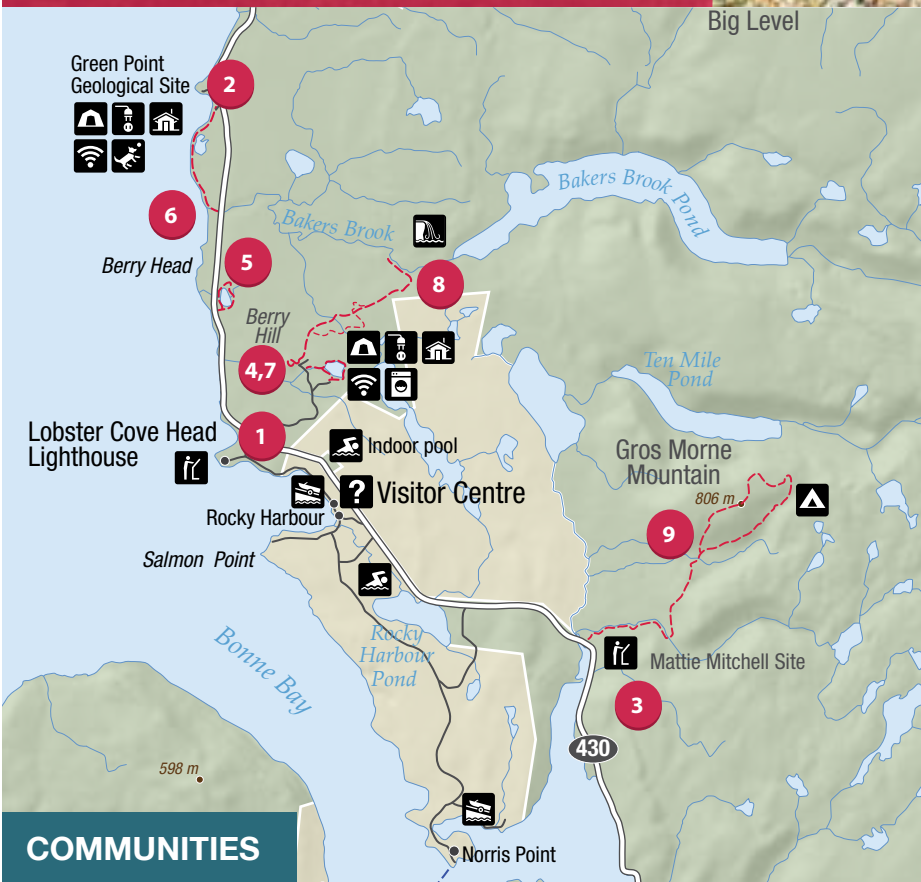 Big Level
Green Point
Geological Site
2
Bakers Brook Pond
6
Bakers Brook
Berry Head
5
8
Berry
Hill
4,7
Ten Mile
Pond
Lobster Cove Head
Lighthouse
1
Indoor pool
Gros Morne
Mountain
806 m
? Visitor Centre
Rocky Harbour
9
Salmon Point
Rocky
Harbour
Pond
Bonne Bay
Mattie Mitchell Site
3
430
598 m
COMMUNITIES
Norris Point